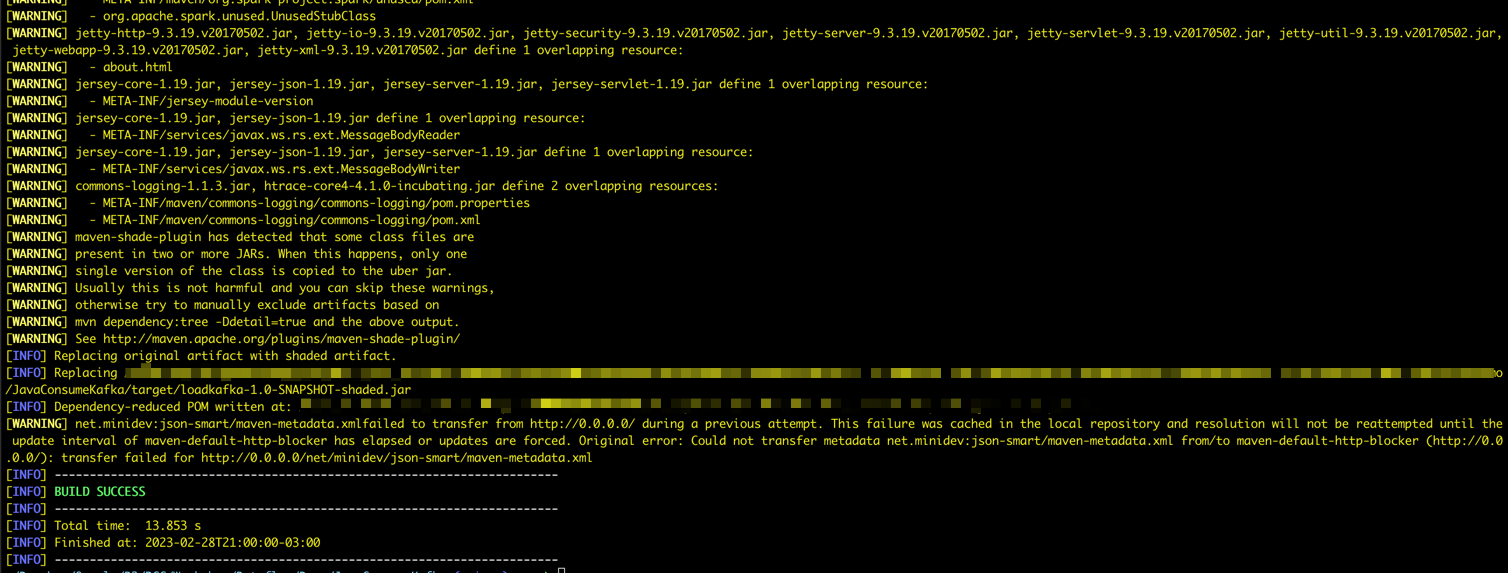 [WARNING]   - META-INF/maven/org.spark-project.spark/unused/pom.xml
[WARNING]   - org.apache.spark.unused.UnusedStubClass
[WARNING] jetty-http-9.3.19.v20170502.jar, jetty-io-9.3.19.v20170502.jar, jetty-security-9.3.19.v20170502.jar, jetty-server-9.3.19.v20170502.jar, jetty-servlet-9.3.19.v20170502.jar, jetty-util-9.3.19.v20170502.jar,
jetty-webapp-9.3.19.v20170502.jar, jetty-xml-9.3.19.v20170502.jar define 1 overlapping resource:
[WARNING]   - about.html
[WARNING] jersey-core-1.19.jar, jersey-json-1.19.jar, jersey-server-1.19.jar, jersey-servlet-1.19.jar define 1 overlapping resource:
[WARNING]   - META-INF/jersey-module-version
[WARNING] jersey-core-1.19.jar, jersey-json-1.19.jar define 1 overlapping resource:
[WARNING]   - META-INF/services/javax.ws.rs.ext.MessageBodyReader
[WARNING] jersey-core-1.19.jar, jersey-json-1.19.jar, jersey-server-1.19.jar define 1 overlapping resource:
[WARNING]   - META-INF/services/javax.ws.rs.ext.MessageBodyWriter
[WARNING] commons-logging-1.1.3.jar, htrace-core4-4.1.0-incubating.jar define 2 overlapping resources:
[WARNING]   - META-INF/maven/commons-logging/commons-logging/pom.properties
[WARNING]   - META-INF/maven/commons-logging/commons-logging/pom.xml
[WARNING] maven-shade-plugin has detected that some class files are
[WARNING] present in two or more JARs. When this happens, only one
[WARNING] single version of the class is copied to the uber jar.
[WARNING] Usually this is not harmful and you can skip these warnings,
[WARNING] otherwise try to manually exclude artifacts based on
[WARNING] mvn dependency:tree -Ddetail=true and the above output.
[WARNING] See http://maven.apache.org/plugins/maven-shade-plugin/
[INFO] Replacing original artifact with shaded artifact.
[INFO] Replacing
/JavaConsumeKafka/target/loadkafka-1.0-SNAPSHOT-shaded.jar
[INFO] Dependency-reduced POM written at:
[WARNING] net.minidev:json-smart/maven-metadata.xmlfailed to transfer from http://0.0.0.0/ during a previous attempt. This failure was cached in the local repository and resolution will not be reattempted until the
update interval of maven-default-http-blocker has elapsed or updates are forced. Original error: Could not transfer metadata net.minidev:json-smart/maven-metadata.xml from/to maven-default-http-blocker (http://0.0
.0.0/): transfer failed for http://0.0.0.0/net/minidev/json-smart/maven-metadata.xml
[INFO] ------------------------------------------------------------------------
[INFO] BUILD SUCCESS
[INFO] ------------------------------------------------------------------------
[INFO] Total time:  13.853 s
[INFO] Finished at: 2023-02-28T21:00:00-03:00
[INFO] ------------------------------------------------------------------------